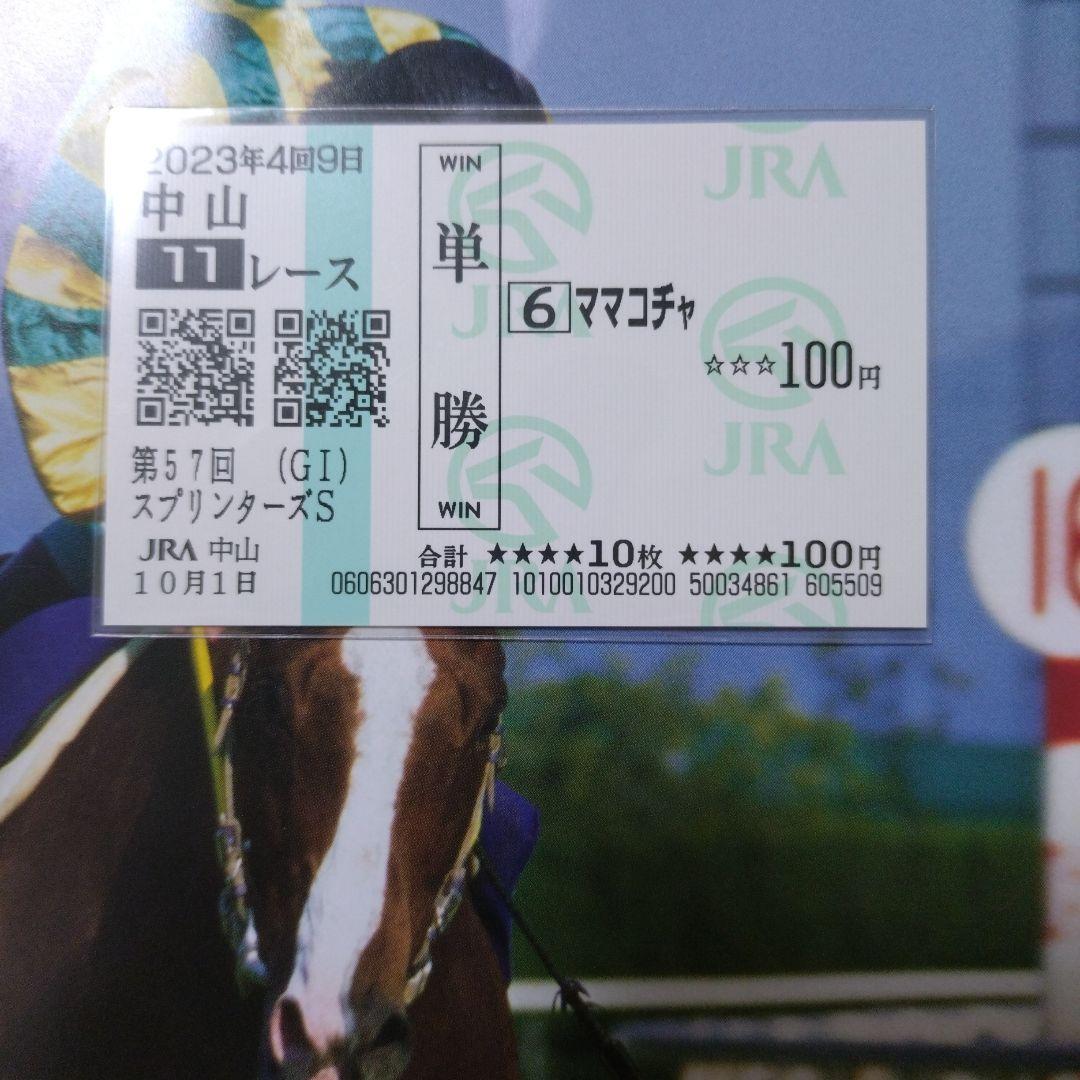 2023年4回9日
中山
11レース
第57回 (GI)
スプリンターズS
JRA 中山
10月1日
WIN
単勝
WIN
6 ママコチャ
☆☆☆100円
合計 ★★★★10枚 ★★★★100円
0606301298847 1010010329200 50034861 605509
JRA
JRA
JRA
JRA